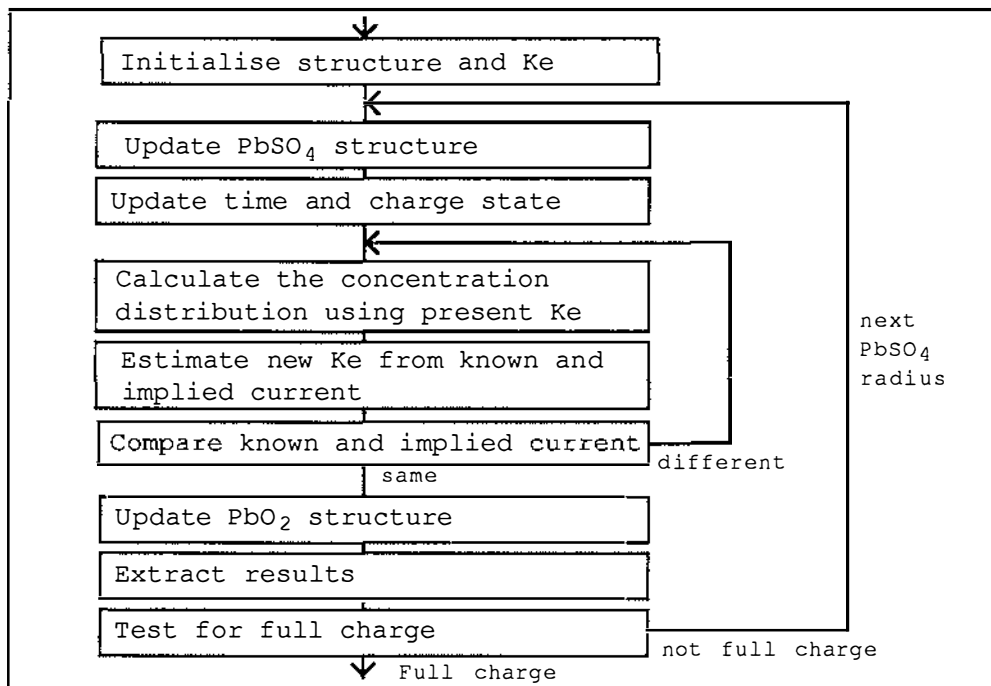 Initialise structure and Ke
Update PbSO₄ structure
Update time and charge state
Calculate the concentration
distribution using present Ke
Estimate new Ke from known and
implied current
Compare known and implied current
different
same
next
PbSO₄
radius
Update PbO₂ structure
Extract results
Test for full charge
not full charge
Full charge